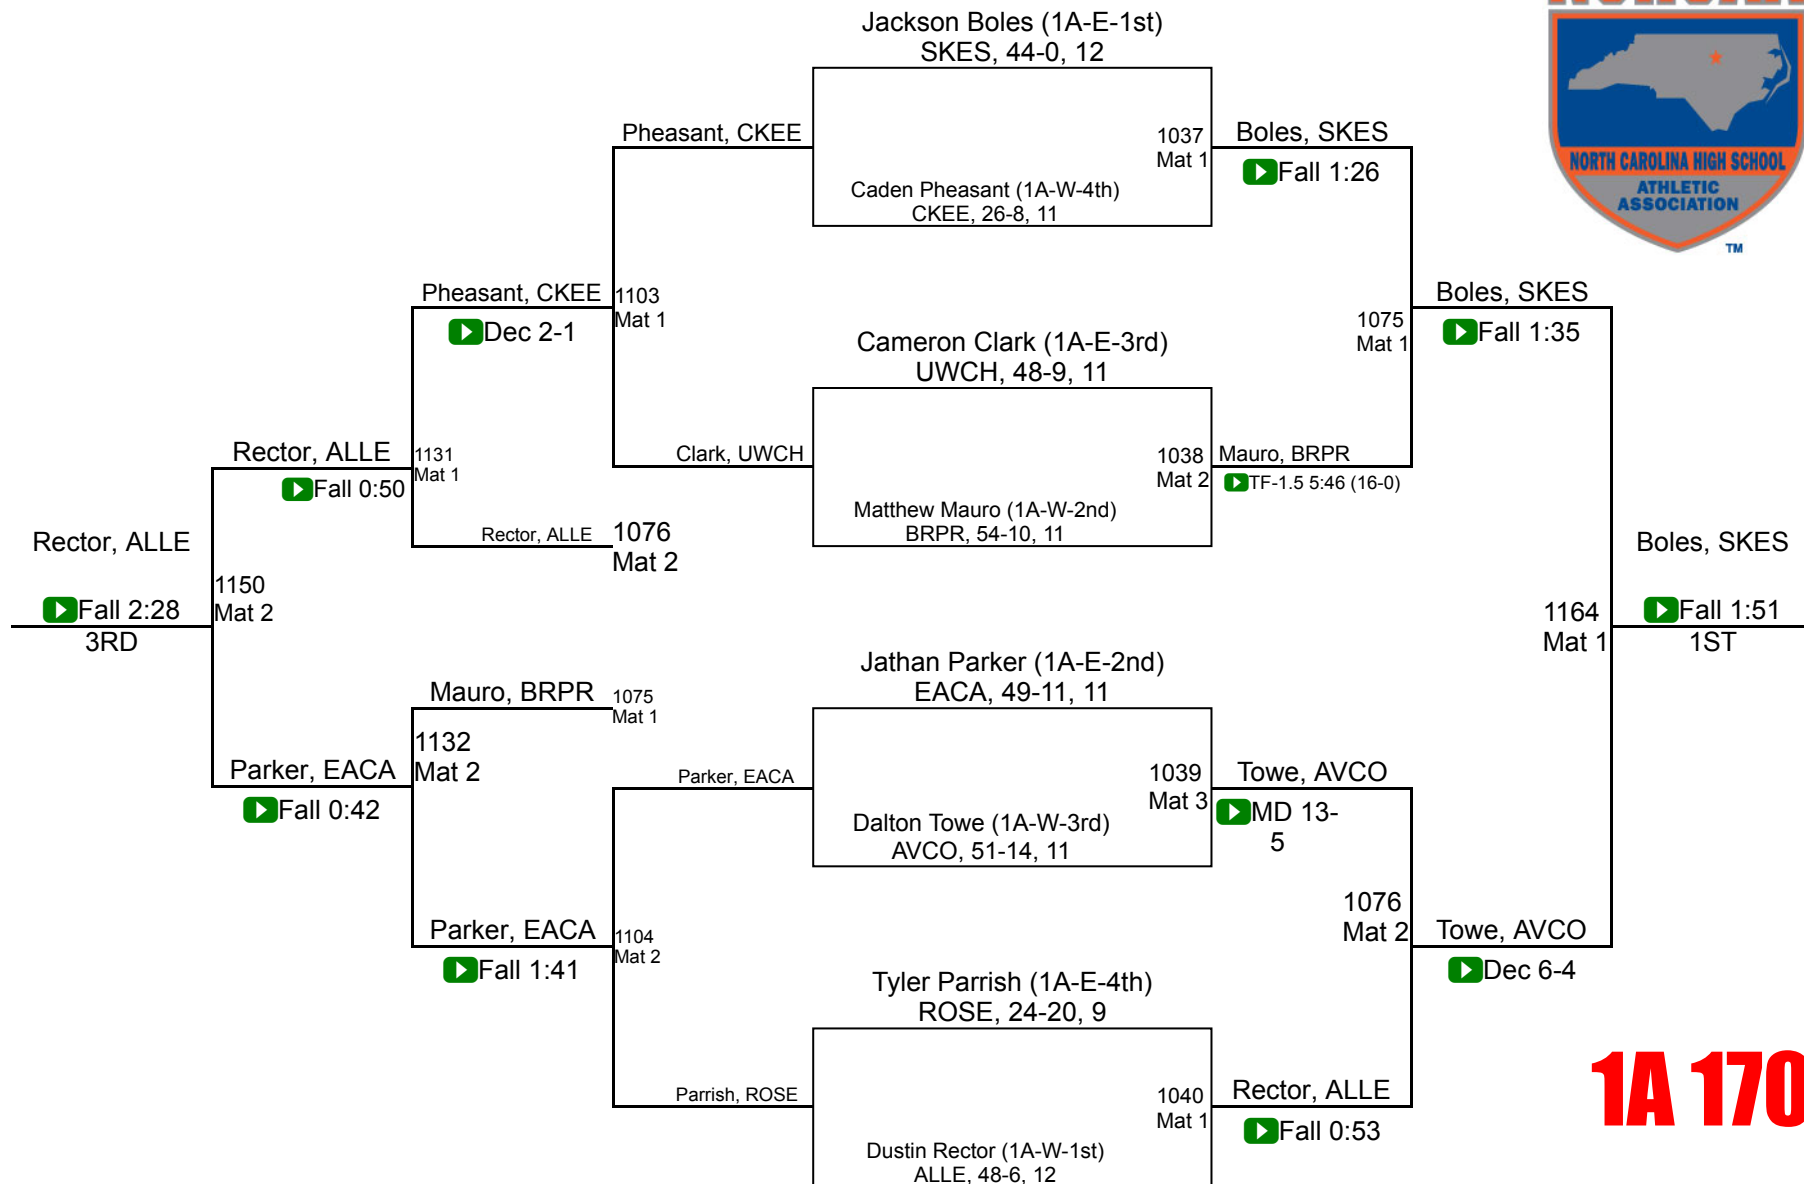 Jackson Boles (1A-E-1st)
SKES, 44-0, 12
Pheasant, CKEE
1037
Mat 1
Boles, SKES
Fall 1:26
Caden Pheasant (1A-W-4th)
CKEE, 26-8, 11
NORTH CAROLINA HIGH SCHOOL
ATHLETIC
ASSOCIATION
TM
Pheasant, CKEE
Dec 2-1
1103
Mat 1
Boles, SKES
Fall 1:35
1075
Mat 1
Cameron Clark (1A-E-3rd)
UWCH, 48-9, 11
Rector, ALLE
Fall 0:50
1131
Mat 1
Clark, UWCH
1038
Mat 2
Mauro, BRPR
TF-1.5 5:46 (16-0)
Matthew Mauro (1A-W-2nd)
BRPR, 54-10, 11
Rector, ALLE
1076
Mat 2
Rector, ALLE
Fall 2:28
3RD
1150
Mat 2
Boles, SKES
Fall 1:51
1ST
1164
Mat 1
Jathan Parker (1A-E-2nd)
EACA, 49-11, 11
Mauro, BRPR
1075
Mat 1
1132
Mat 2
Parker, EACA
Fall 0:42
Parker, EACA
1039
Mat 3
Towe, AVCO
MD 13-
5
Dalton Towe (1A-W-3rd)
AVCO, 51-14, 11
1076
Mat 2
Parker, EACA
Fall 1:41
1104
Mat 2
Towe, AVCO
Dec 6-4
Tyler Parrish (1A-E-4th)
ROSE, 24-20, 9
Parrish, ROSE
1040
Mat 1
Rector, ALLE
Fall 0:53
Dustin Rector (1A-W-1st)
ALLE, 48-6, 12
1A 170